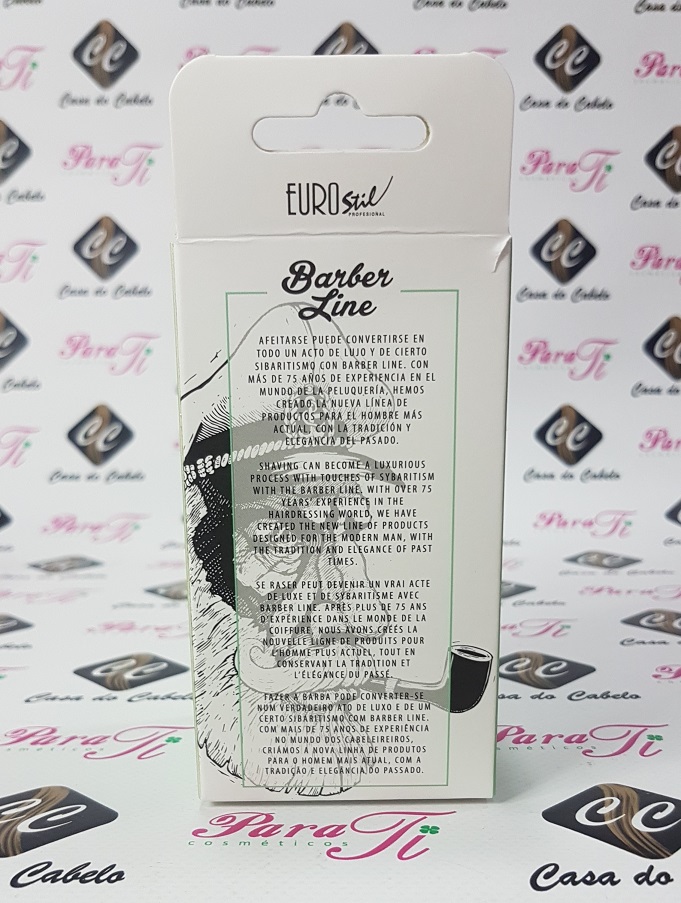 EUROStil
PROFESIONAL
Barber
Line
AFEITARSE PUEDE CONVERTIRSE EN
TODO UN ACTO DE LUJO Y DE CIERTO
SIBARITISMO CON BARBER LINE. CON
MÁS DE 75 AÑOS DE EXPERIENCIA EN EL
MUNDO DE LA PELUQUERÍA, HEMOS
CREADO LA NUEVA LÍNEA DE
PRODUCTOS PARA EL HOMBRE MÁS
ACTUAL, CON LA TRADICIÓN Y
ELEGANCIA DEL PASADO.
SHAVING CAN BECOME A LUXURIOUS
PROCESS WITH TOUCHES OF SYBARITISM
WITH THE BARBER LINE. WITH OVER 75
YEARS' EXPERIENCE IN THE
HAIRDRESSING WORLD, WE HAVE
CREATED THE NEW LINE OF PRODUCTS
DESIGNED FOR THE MODERN MAN, WITH
THE TRADITION AND ELEGANCE OF PAST
TIMES.
SE RASER PEUT DEVENIR UN VRAI ACTE
DE LUXE ET DE SYBARITISME AVEC
BARBER LINE. APRÈS PLUS DE 75 ANS
D'EXPÉRIENCE DANS LE MONDE DE LA
COIFFURE, NOUS AVONS CRÉÉS LA
NOUVELLE LIGNE DE PRODUITS POUR
L'HOMME PLUS ACTUEL, TOUT EN
CONSERVANT LA TRADITION ET
L'ÉLÉGANCE DU PASSÉ.
FAZER A BARBA PODE CONVERTER-SE
NUM VERDADEIRO ATO DE LUXO E DE UM
CERTO SIBARITISMO COM BARBER LINE.
COM MAIS DE 75 ANOS DE EXPERIÊNCIA
NO MUNDO DOS CABELEIREIROS,
CRIÁMOS A NOVA LINHA DE PRODUTOS
PARA O HOMEM MAIS ATUAL, COM A
TRADIÇÃO E ELEGÂNCIA DO PASSADO.
ParaTi
cosméticos
CC
Casa do Cabelo